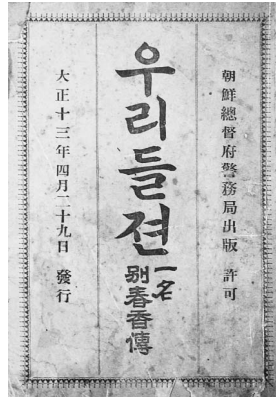 朝鮮總督府警務局出版 許可
우리들젼
一名
別春香傳
大正十三年四月二十九日 發行